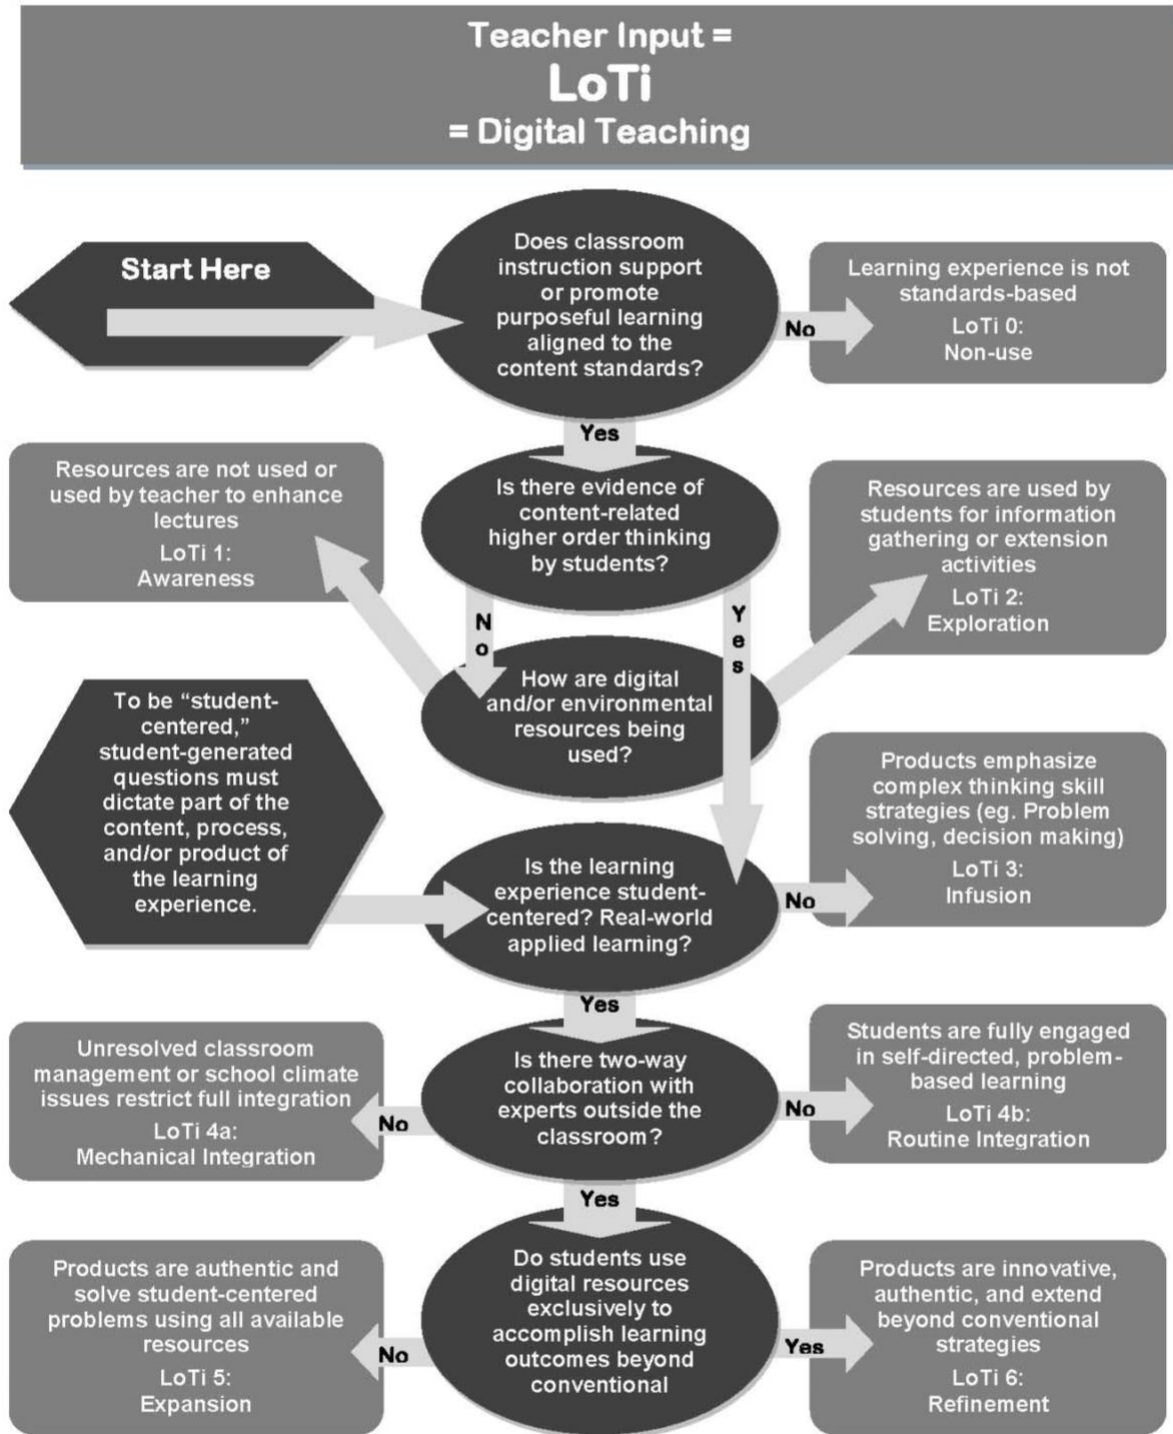 Teacher Input =
LoTi
= Digital Teaching
Start Here
Does classroom
instruction support
or promote
purposeful learning
aligned to the
content standards?
No
Learning experience is not
standards-based
LoTi 0:
Non-use
Yes
Resources are not used or
used by teacher to enhance
lectures
LoTi 1:
Awareness
Is there evidence of
content-related
higher order thinking
by students?
Resources are used by
students for information
gathering or extension
activities
LoTi 2:
Exploration
No
Yes
How are digital
and/or environmental
resources being
used?
To be “student-
centered,”
student-generated
questions must
dictate part of the
content, process,
and/or product of
the learning
experience.
Products emphasize
complex thinking skill
strategies (eg. Problem
solving, decision making)
LoTi 3:
Infusion
Is the learning
experience student-
centered? Real-world
applied learning?
No
Yes
Unresolved classroom
management or school climate
issues restrict full integration
LoTi 4a:
Mechanical Integration
No
Is there two-way
collaboration with
experts outside the
classroom?
No
Students are fully engaged
in self-directed, problem-
based learning
LoTi 4b:
Routine Integration
Yes
Products are authentic and
solve student-centered
problems using all available
resources
LoTi 5:
Expansion
No
Do students use
digital resources
exclusively to
accomplish learning
outcomes beyond
conventional
Yes
Products are innovative,
authentic, and extend
beyond conventional
strategies
LoTi 6:
Refinement